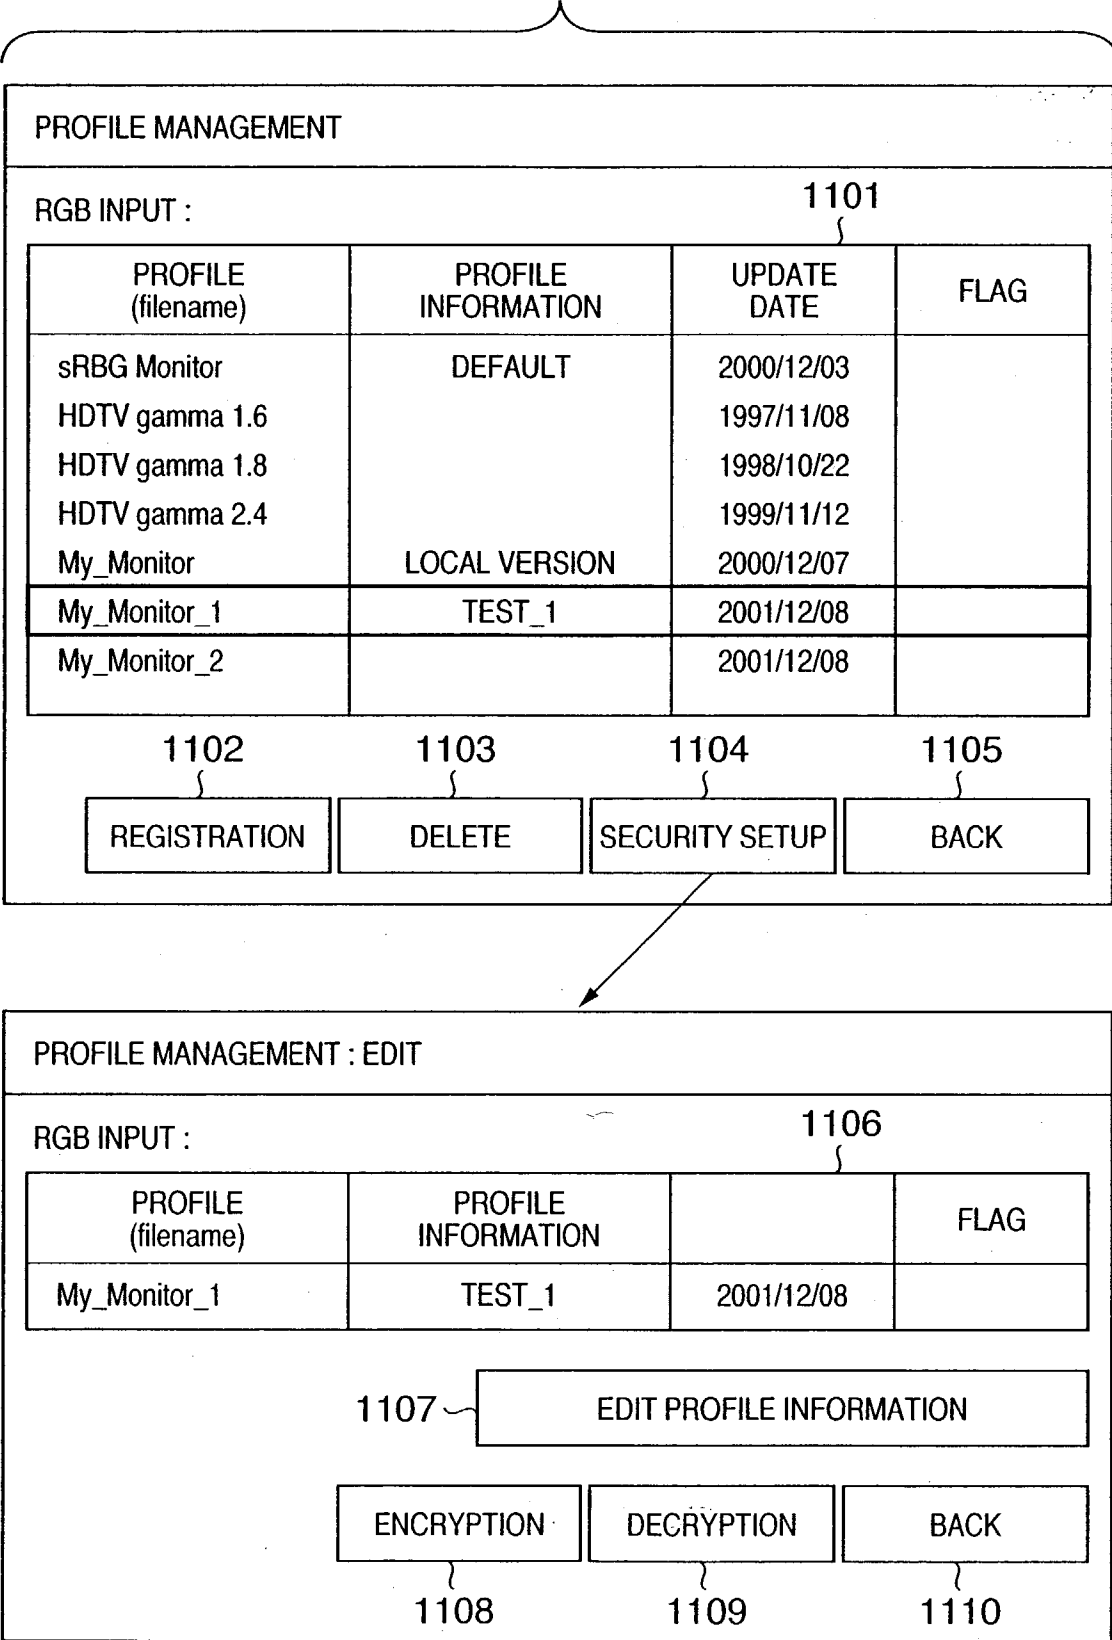 PROFILE MANAGEMENT
RGB INPUT :
1101
PROFILE (filename) PROFILE INFORMATION UPDATE DATE FLAG
sRBG Monitor DEFAULT 2000/12/03
HDTV gamma 1.6 1997/11/08
HDTV gamma 1.8 1998/10/22
HDTV gamma 2.4 1999/11/12
My_Monitor LOCAL VERSION 2000/12/07
My_Monitor_1 TEST_1 2001/12/08
My_Monitor_2 2001/12/08
1102 1103 1104 1105
REGISTRATION DELETE SECURITY SETUP BACK
PROFILE MANAGEMENT : EDIT
RGB INPUT :
1106
PROFILE (filename) PROFILE INFORMATION FLAG
My_Monitor_1 TEST_1 2001/12/08
1107 EDIT PROFILE INFORMATION
ENCRYPTION DECRYPTION BACK
1108 1109 1110